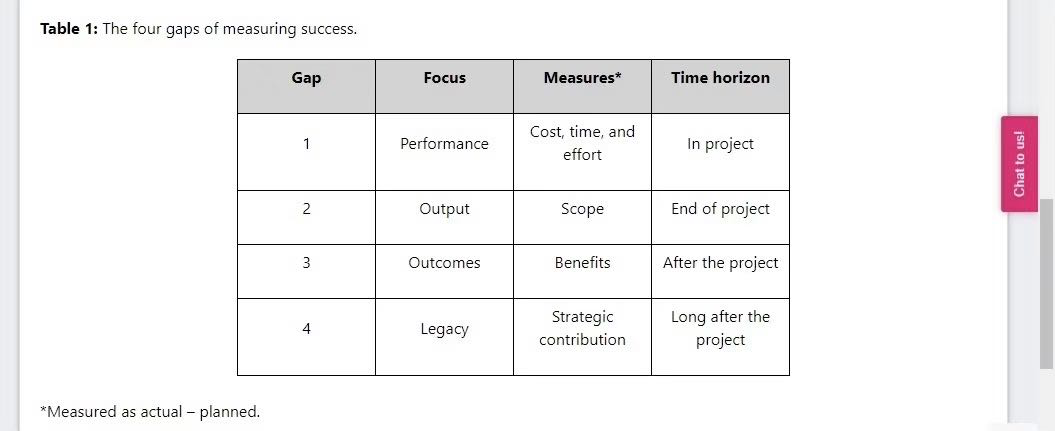 Table 1: The four gaps of measuring success.
Gap Focus Measures* Time horizon
1 Performance Cost, time, and effort In project
2 Output Scope End of project
3 Outcomes Benefits After the project
4 Legacy Strategic contribution Long after the project
*Measured as actual – planned.
Chat to us!